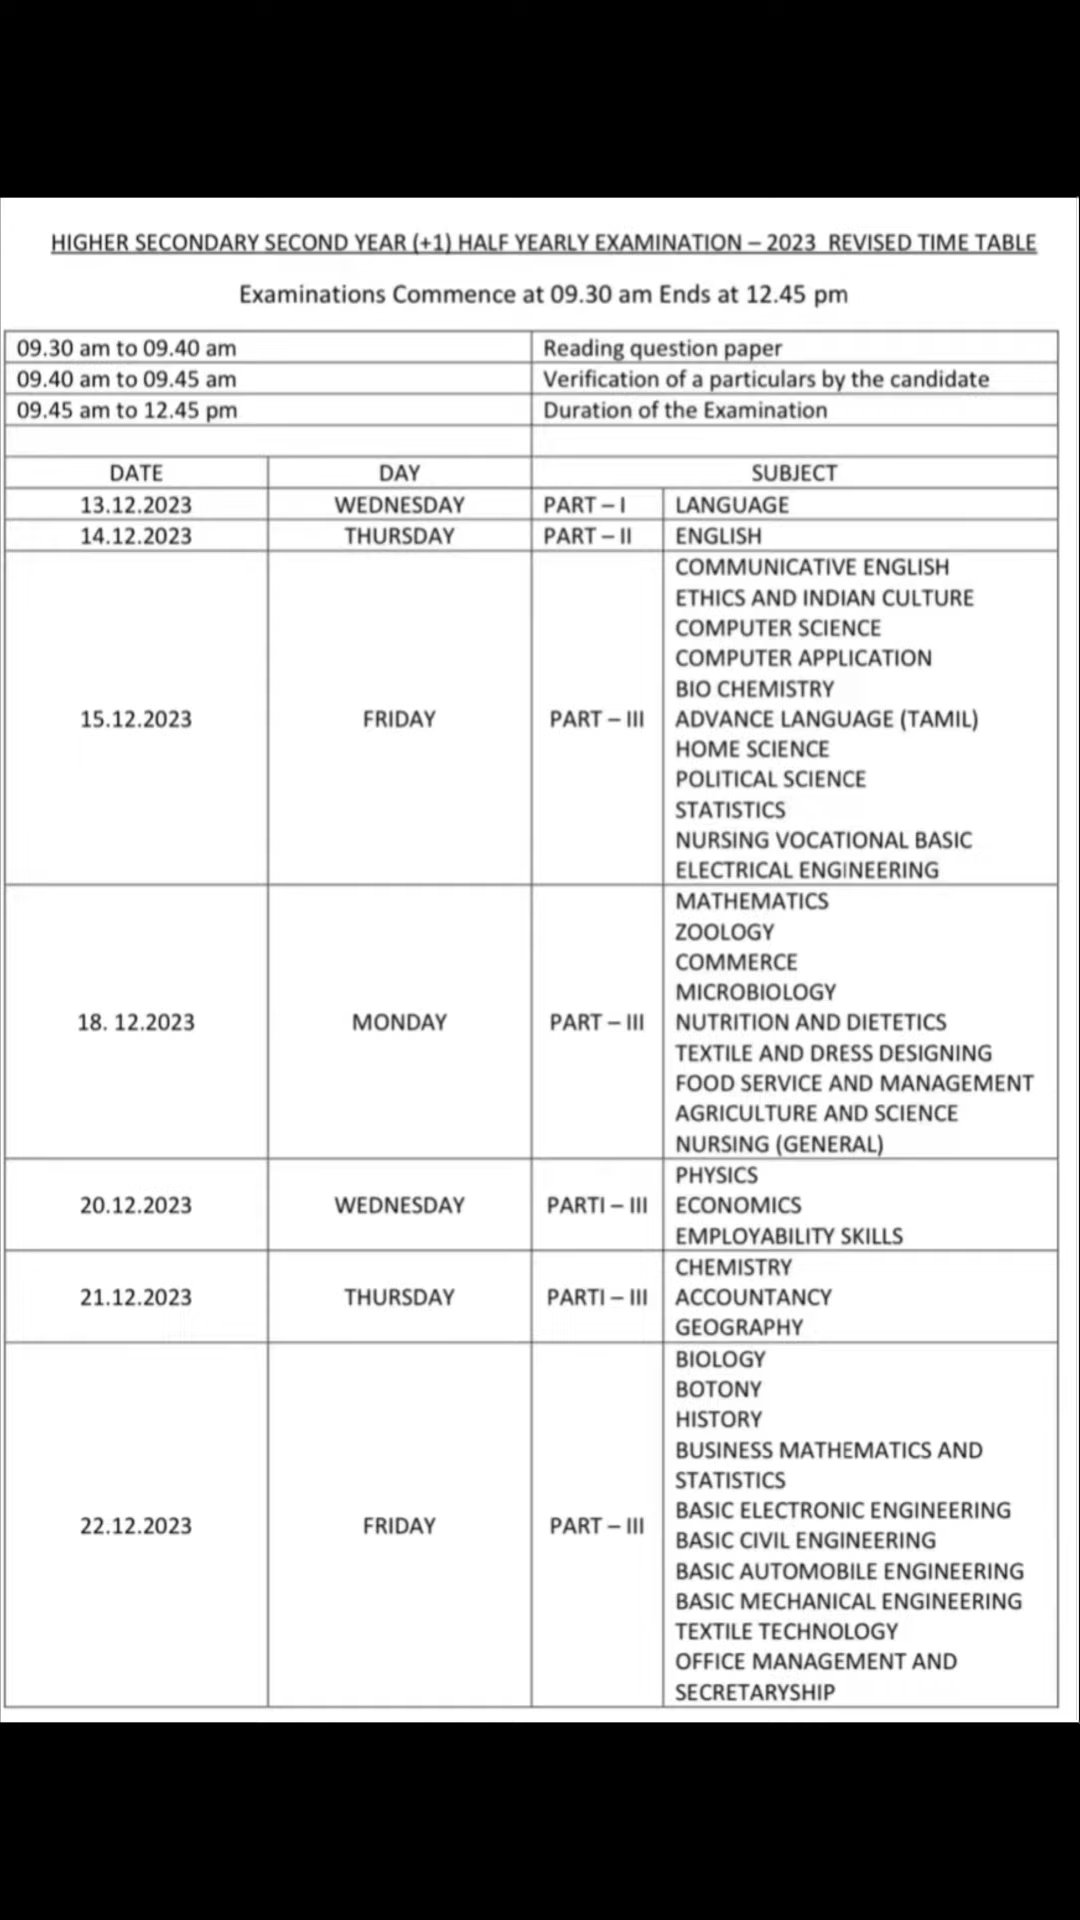 HIGHER SECONDARY SECOND YEAR (+1) HALF YEARLY EXAMINATION – 2023 REVISED TIME TABLE
Examinations Commence at 09.30 am Ends at 12.45 pm
09.30 am to 09.40 am Reading question paper
09.40 am to 09.45 am Verification of a particulars by the candidate
09.45 am to 12.45 pm Duration of the Examination
DATE DAY SUBJECT
13.12.2023 WEDNESDAY PART – I LANGUAGE
14.12.2023 THURSDAY PART – II ENGLISH
COMMUNICATIVE ENGLISH
ETHICS AND INDIAN CULTURE
COMPUTER SCIENCE
COMPUTER APPLICATION
BIO CHEMISTRY
15.12.2023 FRIDAY PART – III ADVANCE LANGUAGE (TAMIL)
HOME SCIENCE
POLITICAL SCIENCE
STATISTICS
NURSING VOCATIONAL BASIC
ELECTRICAL ENGINEERING
MATHEMATICS
ZOOLOGY
COMMERCE
MICROBIOLOGY
18. 12.2023 MONDAY PART – III NUTRITION AND DIETETICS
TEXTILE AND DRESS DESIGNING
FOOD SERVICE AND MANAGEMENT
AGRICULTURE AND SCIENCE
NURSING (GENERAL)
PHYSICS
20.12.2023 WEDNESDAY PARTI – III ECONOMICS
EMPLOYABILITY SKILLS
CHEMISTRY
21.12.2023 THURSDAY PARTI – III ACCOUNTANCY
GEOGRAPHY
BIOLOGY
BOTONY
HISTORY
BUSINESS MATHEMATICS AND
STATISTICS
BASIC ELECTRONIC ENGINEERING
22.12.2023 FRIDAY PART – III BASIC CIVIL ENGINEERING
BASIC AUTOMOBILE ENGINEERING
BASIC MECHANICAL ENGINEERING
TEXTILE TECHNOLOGY
OFFICE MANAGEMENT AND
SECRETARYSHIP